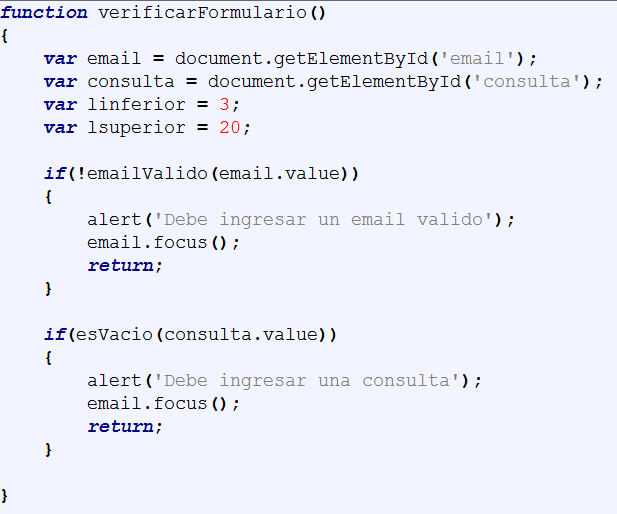 function verificarFormulario()
{
    var email = document.getElementById('email');
    var consulta = document.getElementById('consulta');
    var linferior = 3;
    var lsuperior = 20;

    if(!emailValido(email.value))
    {
        alert('Debe ingresar un email valido');
        email.focus();
        return;
    }

    if(esVacio(consulta.value))
    {
        alert('Debe ingresar una consulta');
        email.focus();
        return;
    }

}